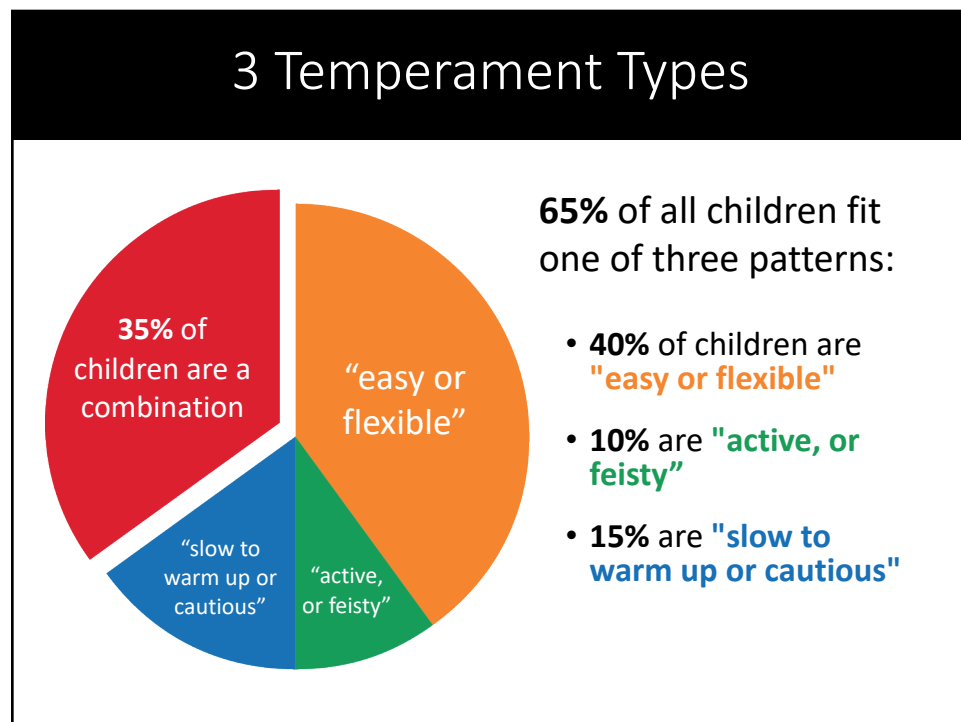 3 Temperament Types
35% of
children are a
combination
“easy or
flexible”
“slow to
warm up or
cautious”
“active,
or feisty”
65% of all children fit
one of three patterns:
• 40% of children are
"easy or flexible"
• 10% are "active, or
feisty”
• 15% are "slow to
warm up or cautious"